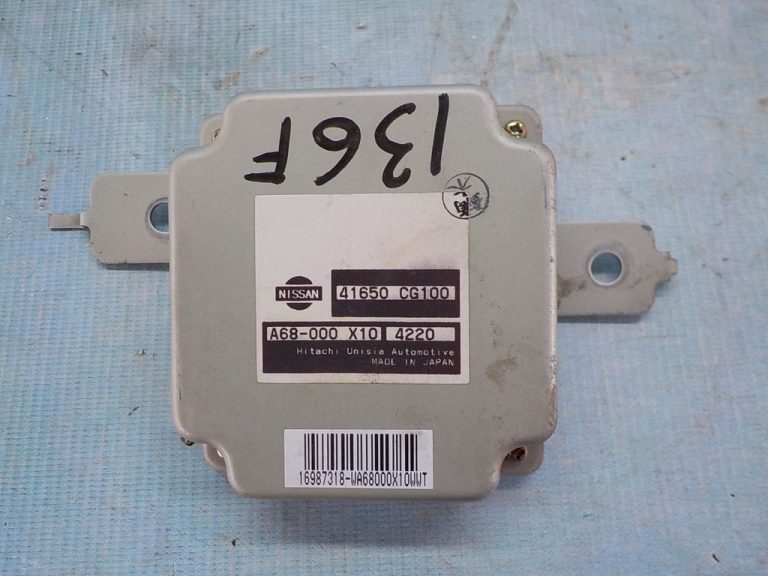 136F
NISSAN
41650 CG100
A68-000 X10 4220
Hitachi Unisia Automotive
MADE IN JAPAN
16987318-WA68000X10WWT